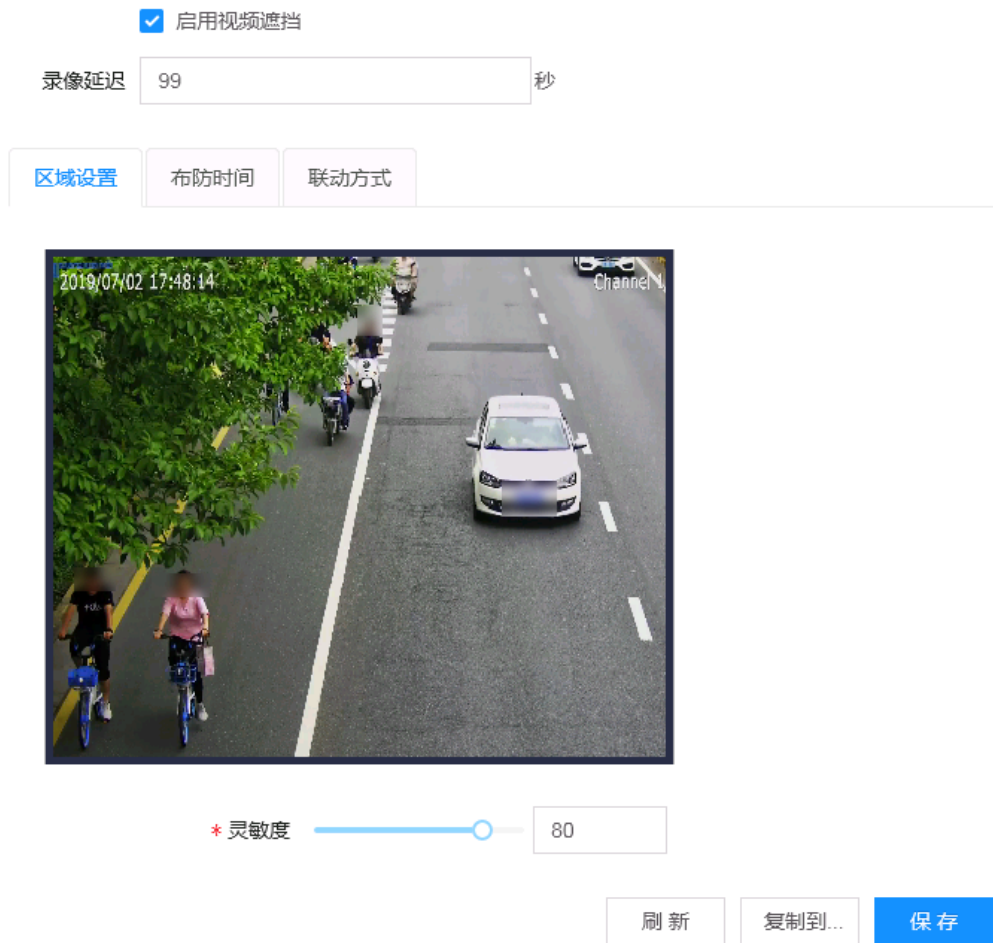 启用视频遮挡
录像延迟 99 秒
区域设置 布防时间 联动方式
2019/07/02 17:48:14
Channel1
* 灵敏度 80
刷新 复制到... 保存